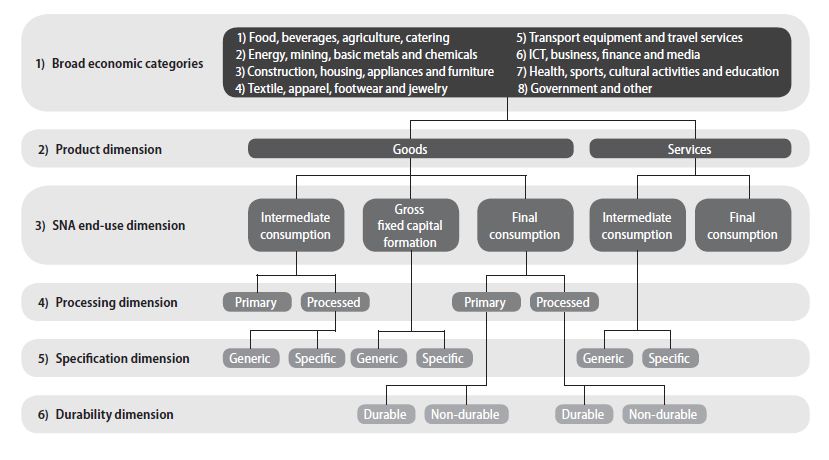 1) Broad economic categories
1) Food, beverages, agriculture, catering
2) Energy, mining, basic metals and chemicals
3) Construction, housing, appliances and furniture
4) Textile, apparel, footwear and jewelry
5) Transport equipment and travel services
6) ICT, business, finance and media
7) Health, sports, cultural activities and education
8) Government and other
2) Product dimension
Goods
Services
3) SNA end-use dimension
Intermediate
consumption
Gross
fixed capital
formation
Final
consumption
Intermediate
consumption
Final
consumption
4) Processing dimension
Primary
Processed
Primary
Processed
5) Specification dimension
Generic
Specific
Generic
Specific
Generic
Specific
6) Durability dimension
Durable
Non-durable
Durable
Non-durable